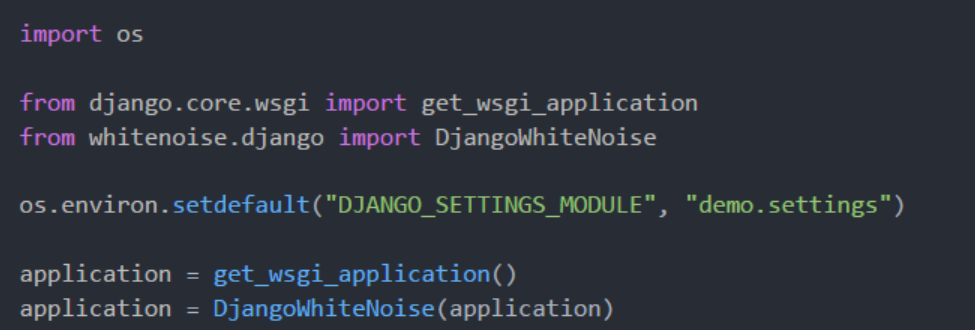 import os
from django.core.wsgi import get_wsgi_application
from whitenoise.django import DjangoWhiteNoise
os.environ.setdefault("DJANGO_SETTINGS_MODULE", "demo.settings")
application = get_wsgi_application()
application = DjangoWhiteNoise(application)